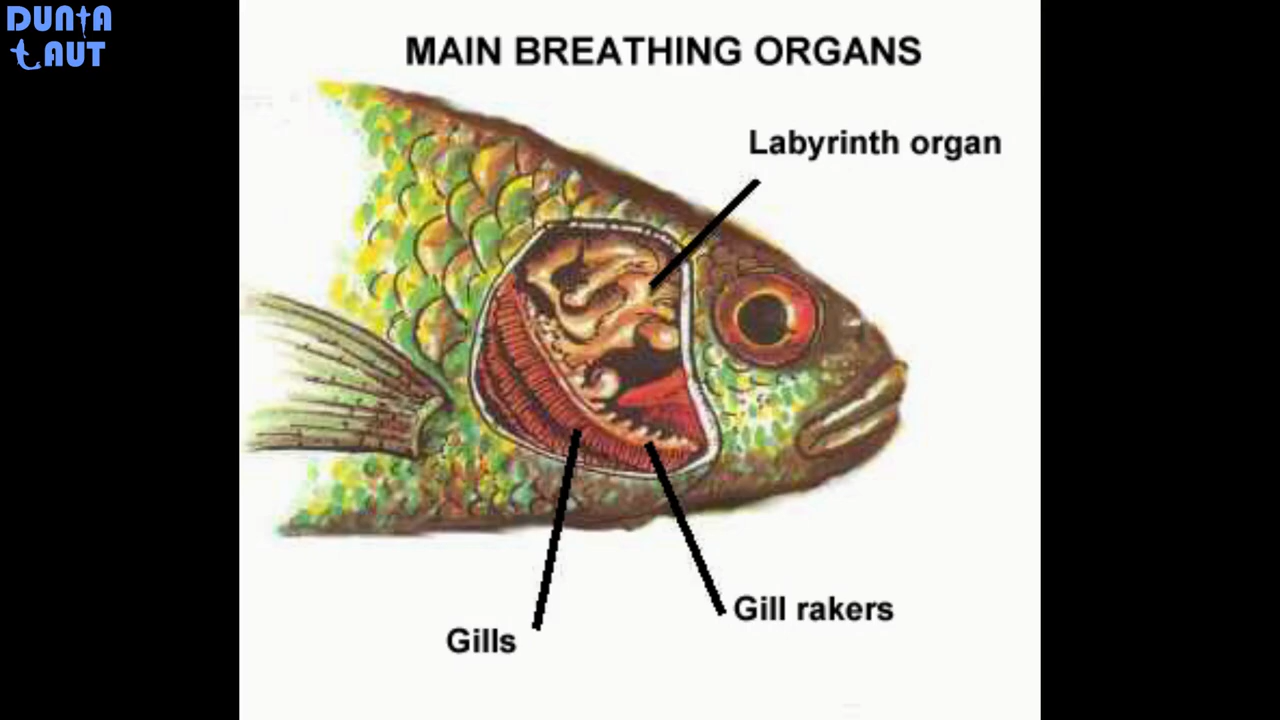 DUNIA
LAUT
MAIN BREATHING ORGANS
Labyrinth organ
Gill rakers
Gills